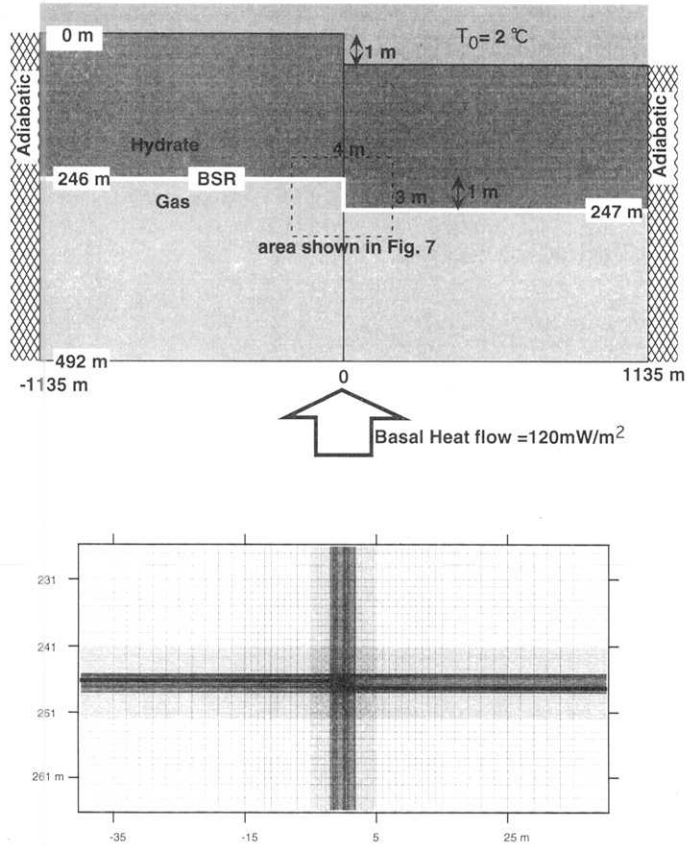 0 m
1 m
T0= 2 ℃
Adiabatic
Adiabatic
Hydrate
4 m
246 m
BSR
Gas
3 m
1 m
247 m
area shown in Fig. 7
492 m
-1135 m
0
1135 m
Basal Heat flow =120mW/m2
231
241
251
261 m
-35
-15
5
25 m